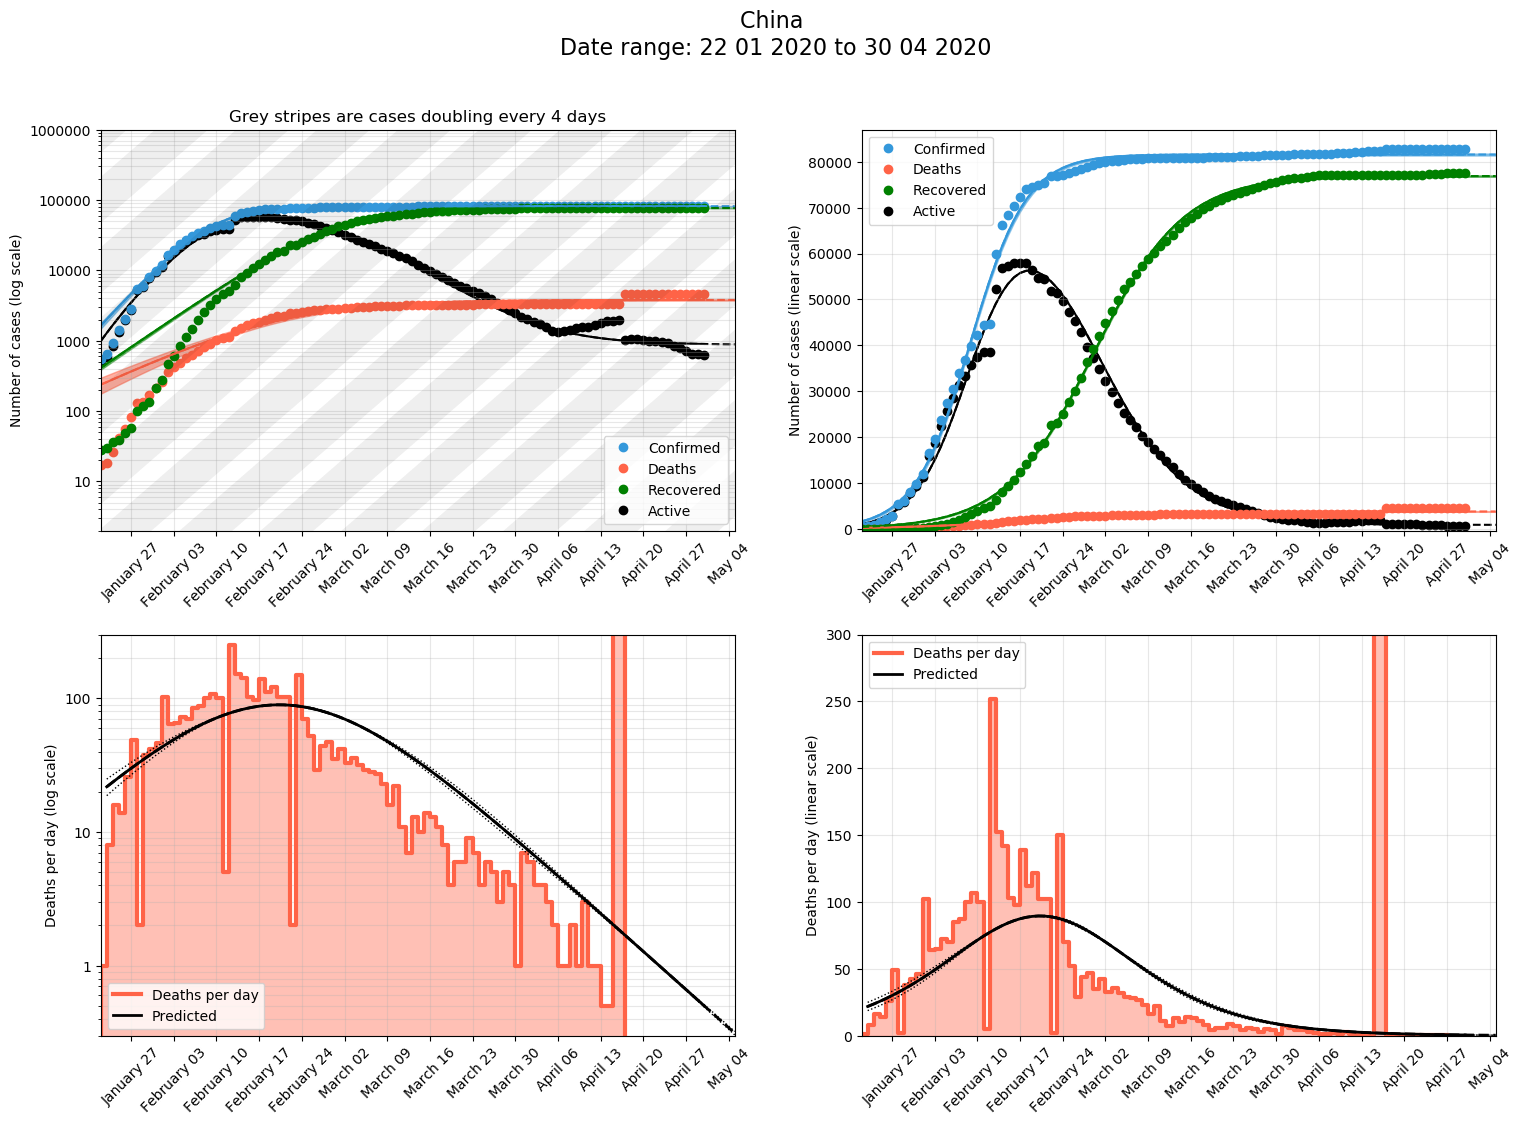 China
Date range: 22 01 2020 to 30 04 2020
Grey stripes are cases doubling every 4 days
Number of cases (log scale)
1000000
100000
10000
1000
100
10
Confirmed
Deaths
Recovered
Active
January 27
February 03
February 10
February 17
February 24
March 02
March 09
March 16
March 23
March 30
April 06
April 13
April 20
April 27
May 04
Number of cases (linear scale)
80000
70000
60000
50000
40000
30000
20000
10000
0
Confirmed
Deaths
Recovered
Active
January 27
February 03
February 10
February 17
February 24
March 02
March 09
March 16
March 23
March 30
April 06
April 13
April 20
April 27
May 04
Deaths per day (log scale)
100
10
1
Deaths per day
Predicted
January 27
February 03
February 10
February 17
February 24
March 02
March 09
March 16
March 23
March 30
April 06
April 13
April 20
April 27
May 04
Deaths per day (linear scale)
300
250
200
150
100
50
0
Deaths per day
Predicted
January 27
February 03
February 10
February 17
February 24
March 02
March 09
March 16
March 23
March 30
April 06
April 13
April 20
April 27
May 04